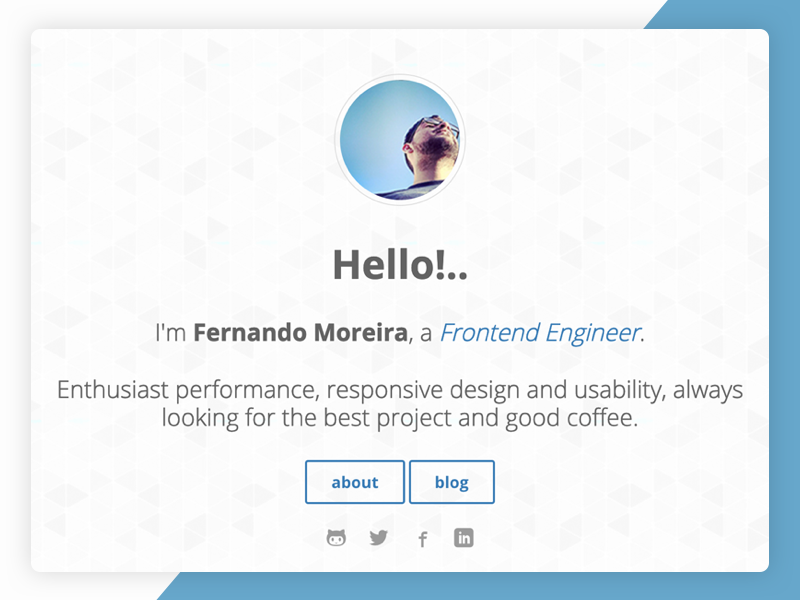 Hello!..
I'm Fernando Moreira, a Frontend Engineer.
Enthusiast performance, responsive design and usability, always
looking for the best project and good coffee.
about blog